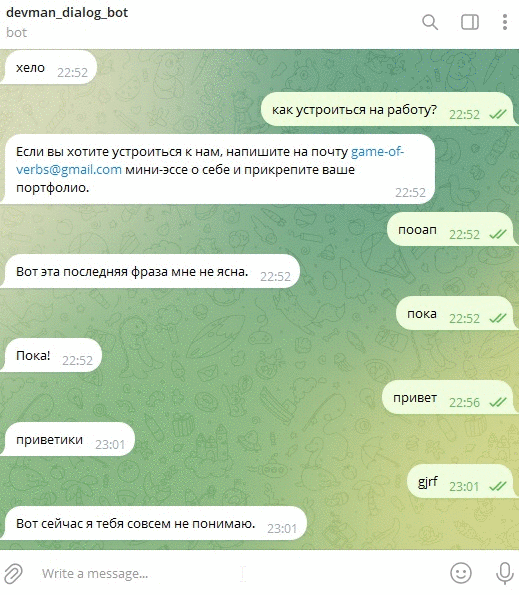 devman_dialog_bot
bot
хело 22:52
как устроиться на работу? 22:52
Если вы хотите устроиться к нам, напишите на почту game-of-
verbs@gmail.com мини-эссе о себе и прикрепите ваше
портфолио. 22:52
пооап 22:52
Вот эта последняя фраза мне не ясна. 22:52
пока 22:52
Пока! 22:52
привет 22:56
приветики 23:01
gjrf 23:01
Вот сейчас я тебя совсем не понимаю. 23:01
Write a message...